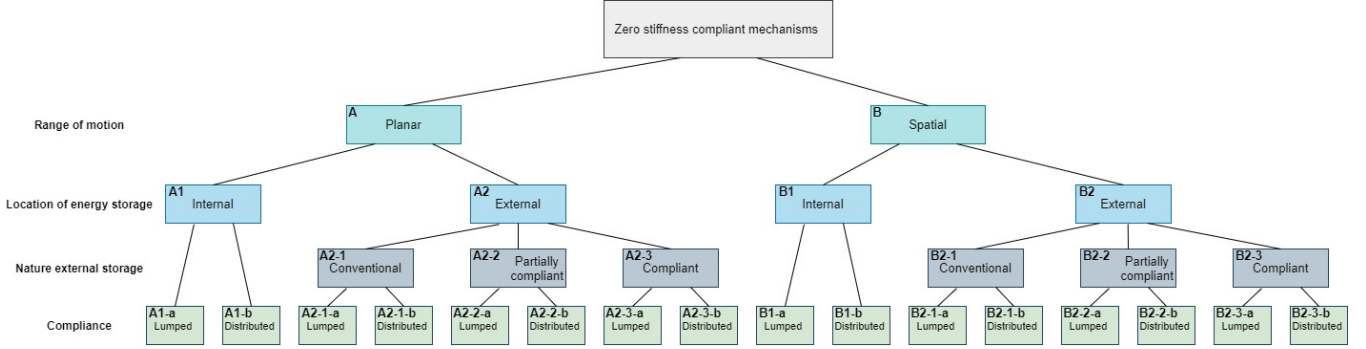 Zero stiffness compliant mechanisms
Range of motion
A
Planar
B
Spatial
Location of energy storage
A1
Internal
A2
External
B1
Internal
B2
External
Nature external storage
A2-1
Conventional
A2-2
Partially
compliant
A2-3
Compliant
B2-1
Conventional
B2-2
Partially
compliant
B2-3
Compliant
Compliance
A1-a
Lumped
A1-b
Distributed
A2-1-a
Lumped
A2-1-b
Distributed
A2-2-a
Lumped
A2-2-b
Distributed
A2-3-a
Lumped
A2-3-b
Distributed
B1-a
Lumped
B1-b
Distributed
B2-1-a
Lumped
B2-1-b
Distributed
B2-2-a
Lumped
B2-2-b
Distributed
B2-3-a
Lumped
B2-3-b
Distributed